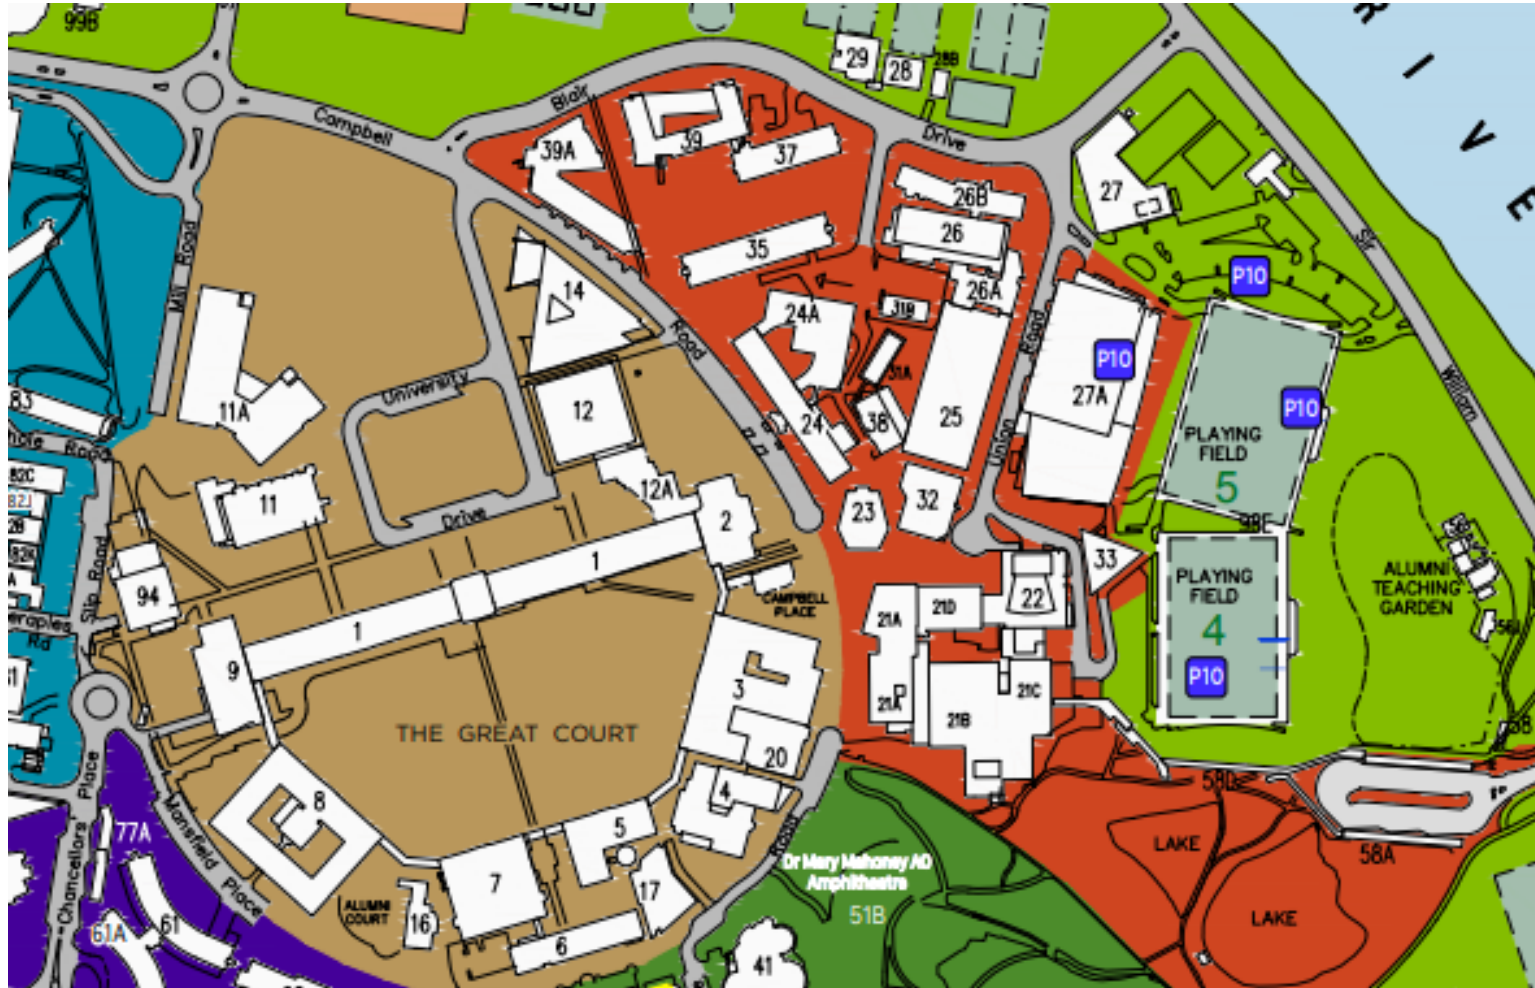 99B
R
I
V
E
29
28
28B
Blair
Campbell
Drive
39
39A
37
27
26B
26
26A
35
Sir
P10
Mill Road
14
24A
31B
Road
Road
31A
P10
27A
P10
University
11A
83
12
24
38
25
Union
William
PLAYING
FIELD
5
Road
82C
11
12A
2
23
32
98E
Drive
33
1
ALUMNI
TEACHING
GARDEN
PLAYING
FIELD
4
94
Slip Road
Rd
CAMPBELL
PLACE
21A
21D
22
1
9
3
P10
21A
21B
21C
THE GREAT COURT
20
58D
Chancellors Place
77A
Mansfield Place
8
4
5
Road
LAKE
58A
Dr Mary Mahoney AO
Amphitheatre
51B
7
17
ALUMNI
COURT
16
LAKE
61A
61
6
41